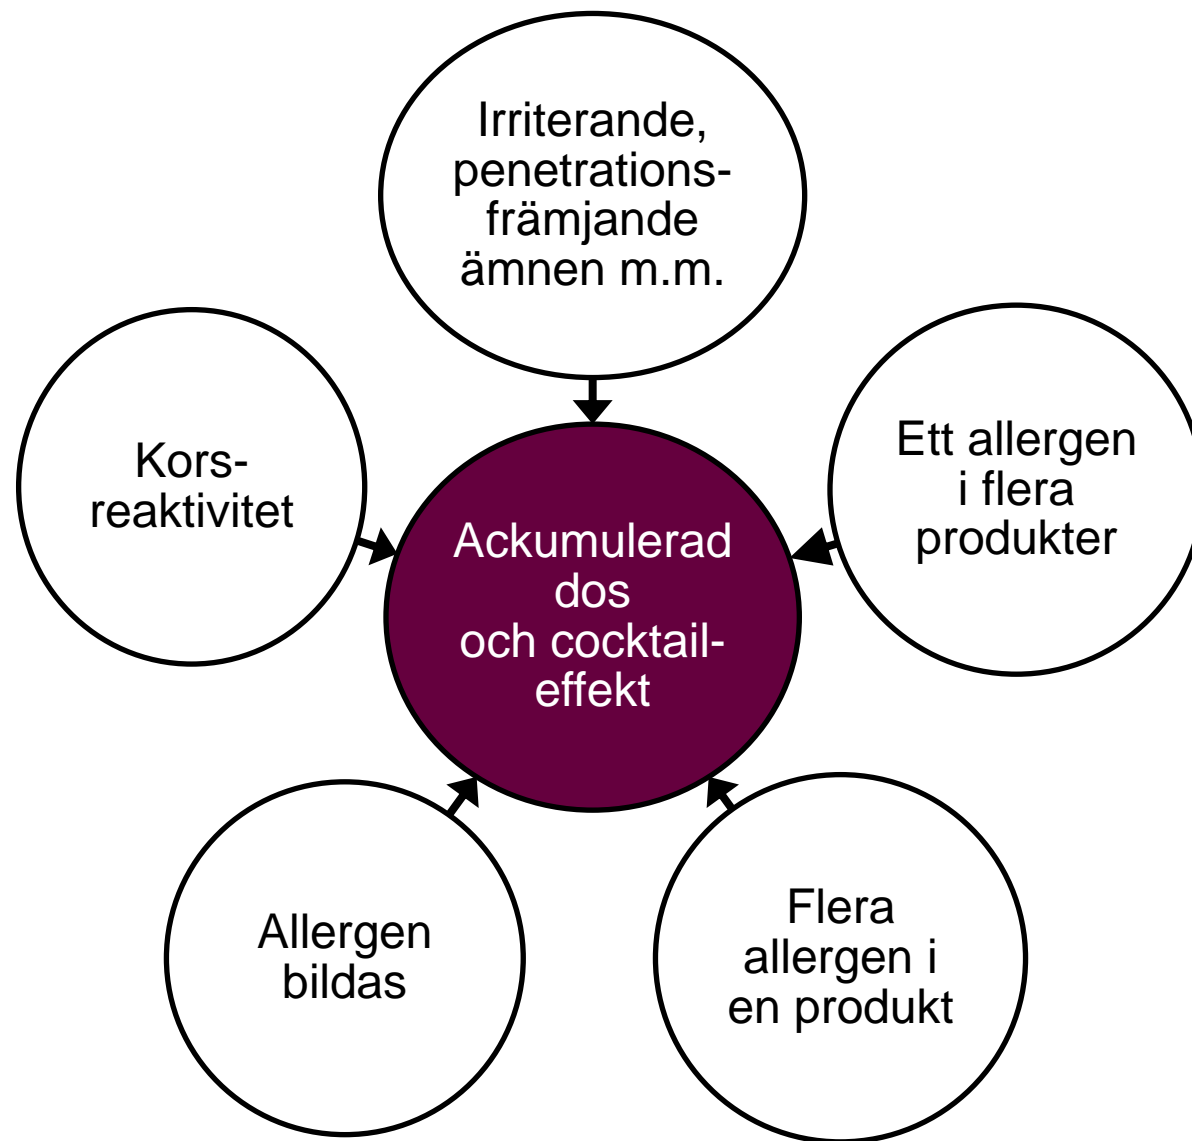 Irriterande,
penetrations-
främjande
ämnen m.m.
Ett allergen
i flera
produkter
Kors-
reaktivitet
Ackumulerad
dos
och cocktail-
effekt
Flera
allergen i
en produkt
Allergen
bildas